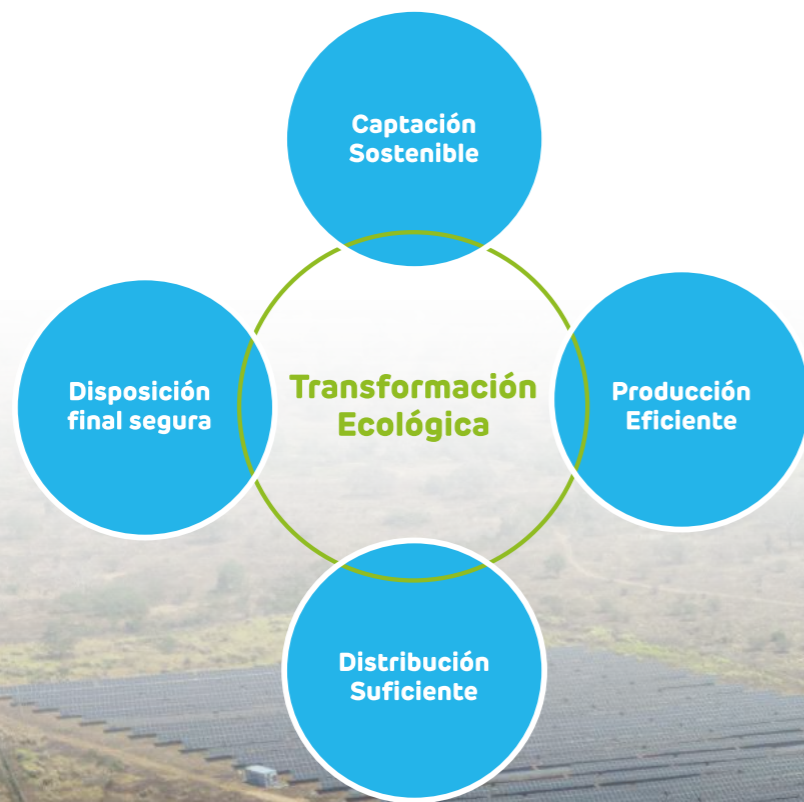 Captación
Sostenible
Disposición
final segura
Transformación
Ecológica
Producción
Eficiente
Distribución
Suficiente